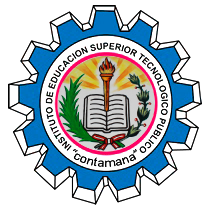 INSTITUTO DE EDUCACION SUPERIOR TECNOLOGICO PUBLICO
"contamana"